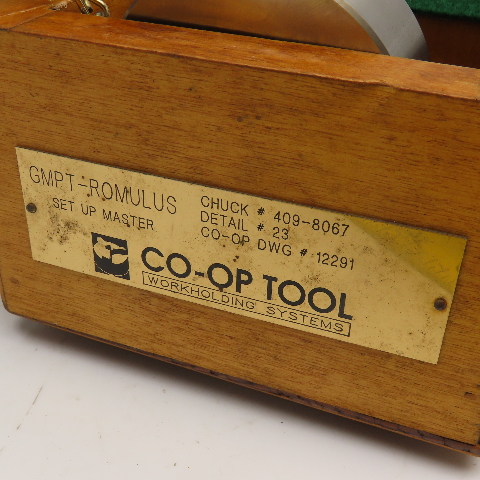 GMPT-ROMULUS
SET UP MASTER
CHUCK # 409-8067
DETAIL # 23
CO-OP DWG # 12291
CO-OP TOOL
WORKHOLDING SYSTEMS